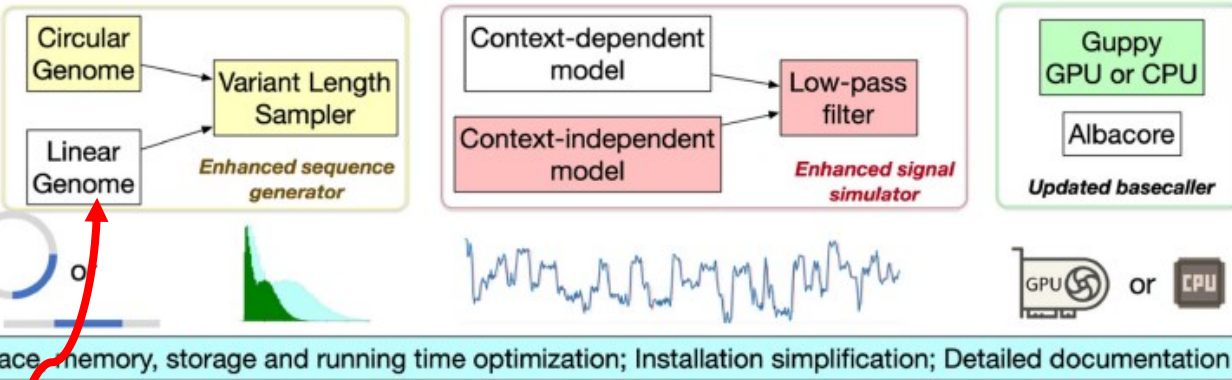 Circular
Genome
Linear
Genome
Variant Length
Sampler
Enhanced sequence
generator
Context-dependent
model
Context-independent
model
Low-pass
filter
Enhanced signal
simulator
Guppy
GPU or CPU
Albacore
Updated basecaller
or
GPU
or
CPU
memory, storage and running time optimization; Installation simplification; Detailed documentation